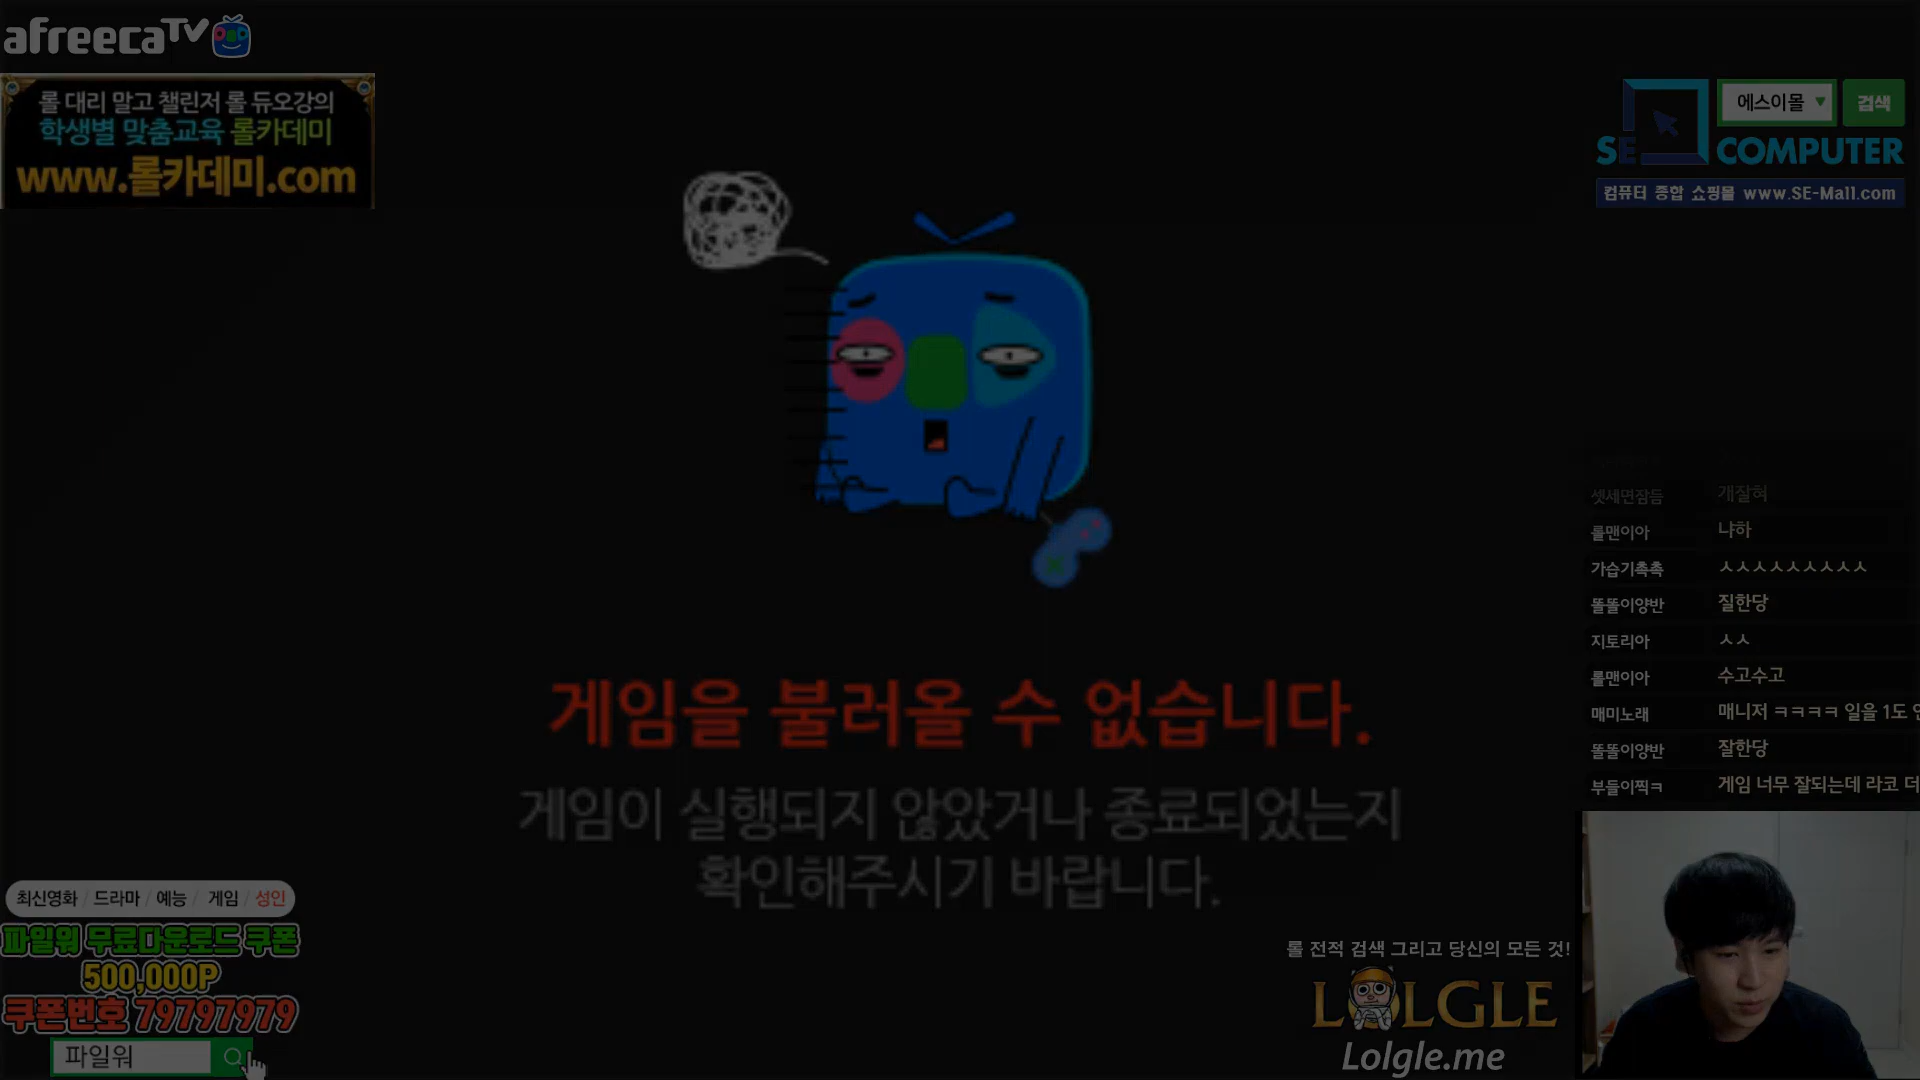 afreecaTV
롤 대리 말고 챌린저 롤 듀오강의
학생별 맞춤교육 롤카데미
www.롤카데미.com
에스이몰
검색
SE COMPUTER
컴퓨터 종합 쇼핑몰 www.SE-Mall.com
게임을 불러올 수 없습니다.
게임이 실행되지 않았거나 종료되었는지
확인해주시기 바랍니다.
셋세면잠듬 개잘혀
롤맨이아 냐하
가습기촉촉 ㅅㅅㅅㅅㅅㅅㅅㅅㅅ
똘똘이양반 질한당
지토리아 ㅅㅅ
롤맨이아 수고수고
매미노래 매니저 ㅋㅋㅋㅋ 일을 1도
똘똘이양반 잘한당
부들이찍ㅋ 게임 너무 잘되는데 라코 더
최신영화 / 드라마 / 예능 / 게임 / 성인
파일워 무료다운로드 쿠폰
500,000P
쿠폰번호 79797979
파일워
롤 전적 검색 그리고 당신의 모든 것!
LOLGLE
Lolgle.me